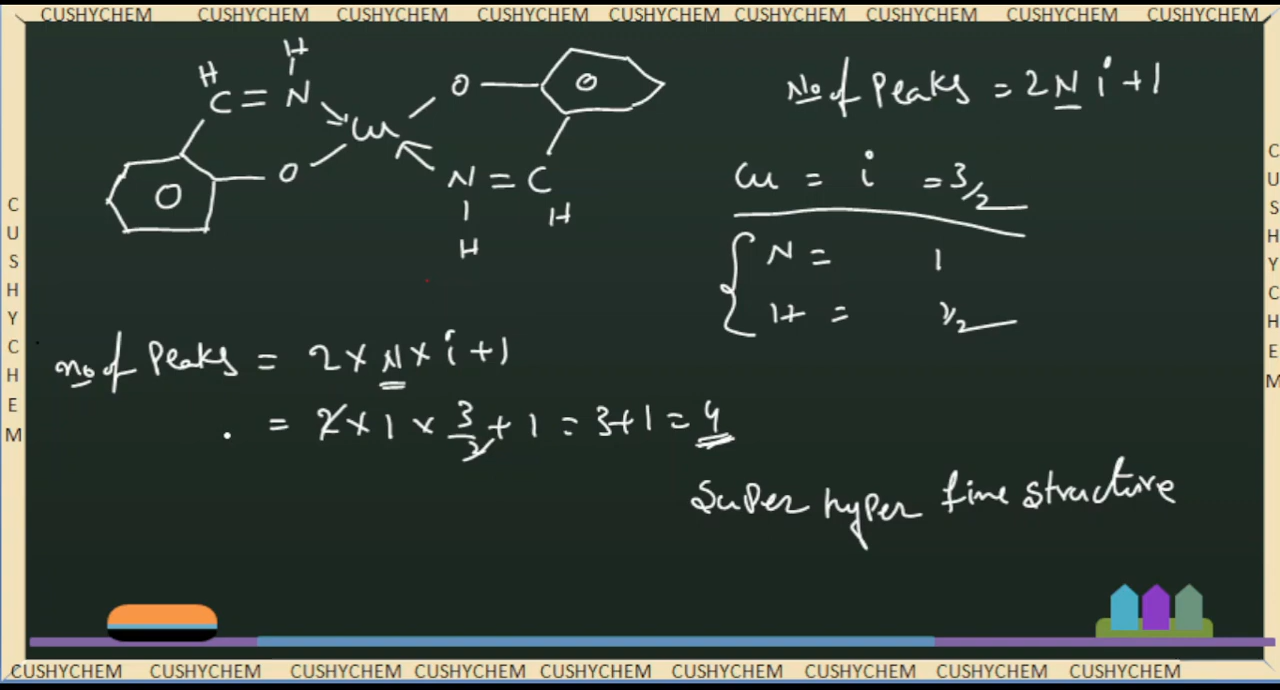 CUSHYCHEM CUSHYCHEM CUSHYCHEM CUSHYCHEM CUSHYCHEM CUSHYCHEM CUSHYCHEM CUSHYCHEM CUSHYCHEM
H H
C = N
Cu
O
O
O
O
N = C
H
H
No of Peaks = 2 N i + 1
Cu = i = 3/2
N = 1
H = 1/2
no of Peaks = 2 x N x i + 1
= 2 x 1 x 3/2 + 1 = 3 + 1 = 4
Super hyper fine structure
CUSHYCHEM
CUSHYCHEM
CUSHYCHEM CUSHYCHEM CUSHYCHEM CUSHYCHEM CUSHYCHEM CUSHYCHEM CUSHYCHEM CUSHYCHEM CUSHYCHEM